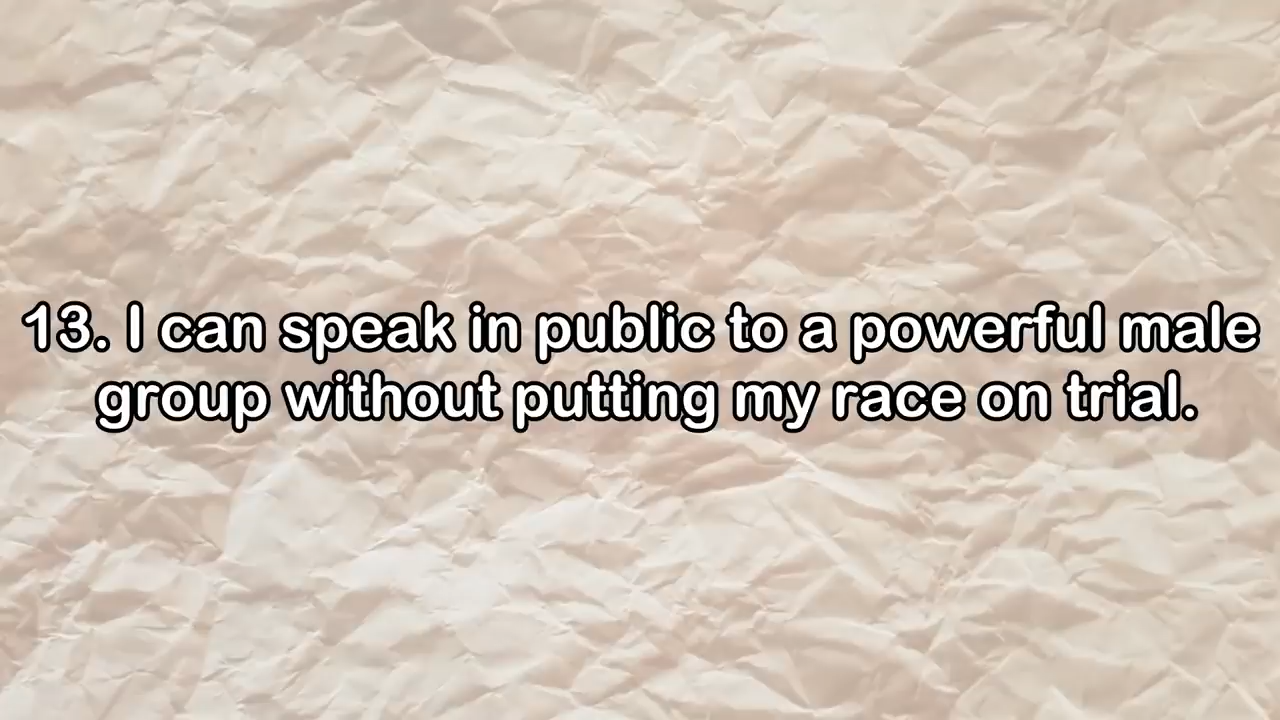 13. I can speak in public to a powerful male
group without putting my race on trial.